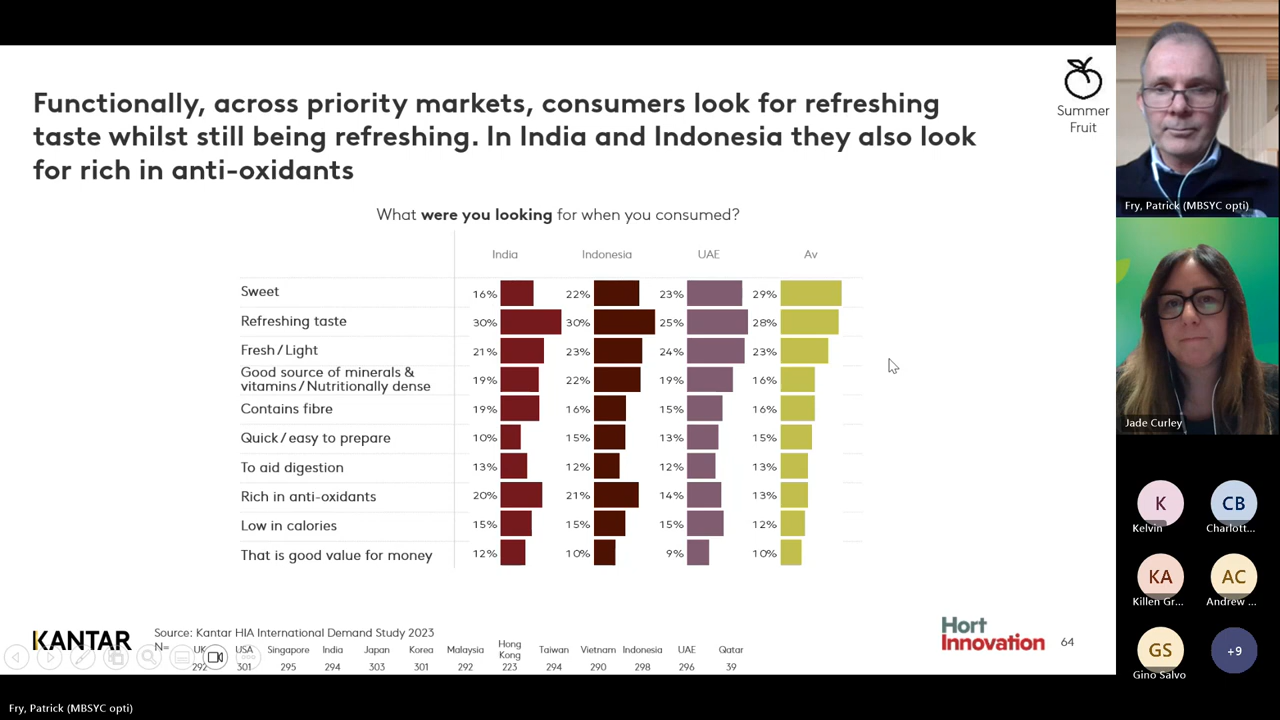 Functionally, across priority markets, consumers look for refreshing
taste whilst still being refreshing. In India and Indonesia they also look
for rich in anti-oxidants
Summer
Fruit
What were you looking for when you consumed?
India Indonesia UAE Av
Sweet 16% 22% 23% 29%
Refreshing taste 30% 30% 25% 28%
Fresh / Light 21% 23% 24% 23%
Good source of minerals &
vitamins / Nutritionally dense 19% 22% 19% 16%
Contains fibre 19% 16% 15% 16%
Quick / easy to prepare 10% 15% 13% 15%
To aid digestion 13% 12% 12% 13%
Rich in anti-oxidants 20% 21% 14% 13%
Low in calories 15% 15% 15% 12%
That is good value for money 12% 10% 9% 10%
KANTAR
Source: Kantar HIA International Demand Study 2023
N=
UK USA Singapore India Japan Korea Malaysia Hong Kong Taiwan Vietnam Indonesia UAE Qatar
292 301 295 294 303 301 292 223 294 290 298 296 39
Hort
Innovation
64
Fry, Patrick (MBSYC opti)
Jade Curley
K
Kelvin
CB
Charlott...
KA
Killen Gr...
AC
Andrew ...
GS
Gino Salvo
+9
Fry, Patrick (MBSYC opti)